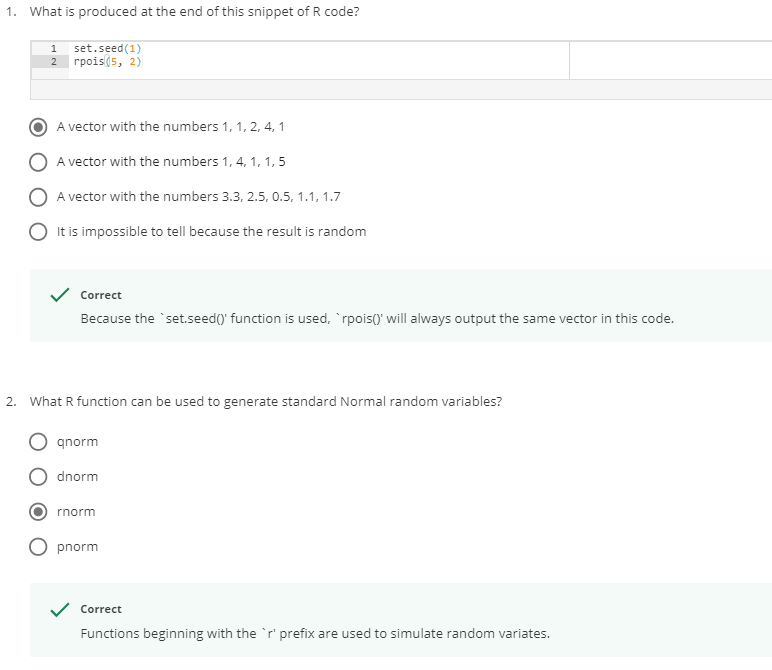 1. What is produced at the end of this snippet of R code?
1 set.seed(1)
2 rpois(5, 2)
A vector with the numbers 1, 1, 2, 4, 1
A vector with the numbers 1, 4, 1, 1, 5
A vector with the numbers 3.3, 2.5, 0.5, 1.1, 1.7
It is impossible to tell because the result is random
Correct
Because the `set.seed()' function is used, `rpois()' will always output the same vector in this code.
2. What R function can be used to generate standard Normal random variables?
qnorm
dnorm
rnorm
pnorm
Correct
Functions beginning with the `r' prefix are used to simulate random variates.